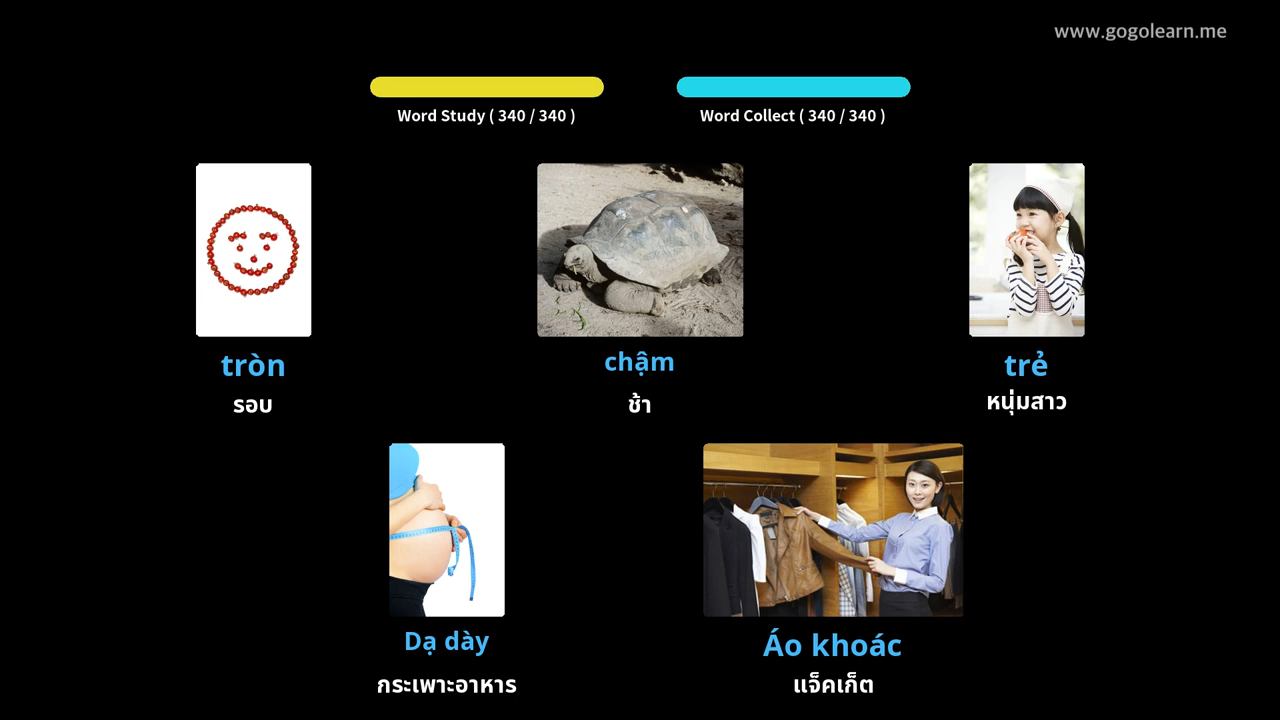 www.gogolearn.me
Word Study ( 340 / 340 )
Word Collect ( 340 / 340 )
tròn
chậm
trẻ
รอบ
ช้า
หนุ่มสาว
Dạ dày
Áo khoác
กระเพาะอาหาร
แจ็คเก็ต